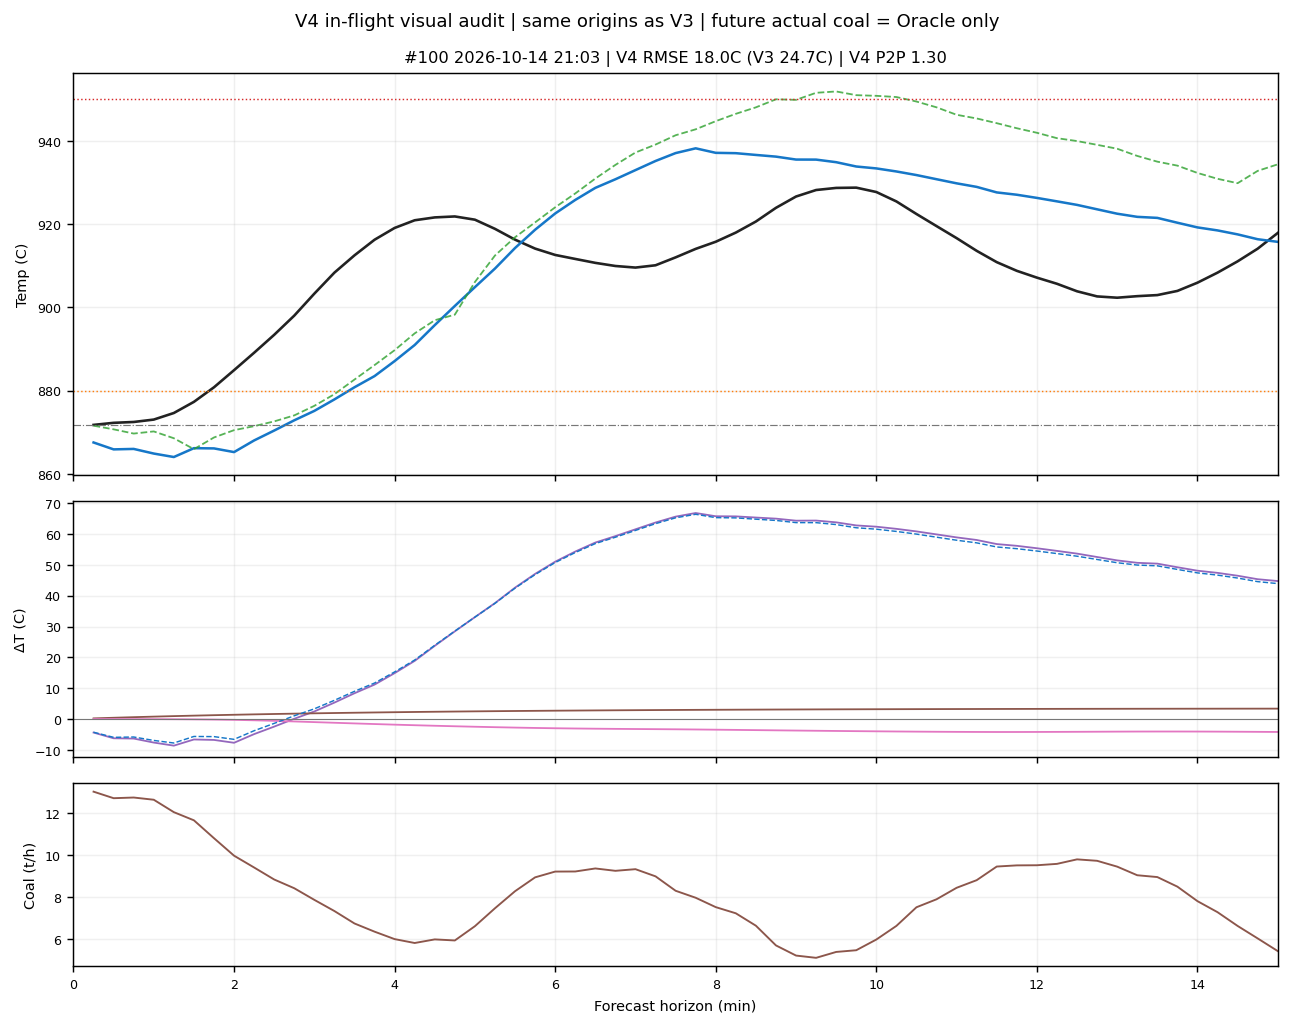 V4 in-flight visual audit | same origins as V3 | future actual coal = Oracle only
#100 2026-10-14 21:03 | V4 RMSE 18.0C (V3 24.7C) | V4 P2P 1.30
Temp (C)
940
920
900
880
860
ΔT (C)
70
60
50
40
30
20
10
0
−10
Coal (t/h)
12
10
8
6
0 2 4 6 8 10 12 14
Forecast horizon (min)